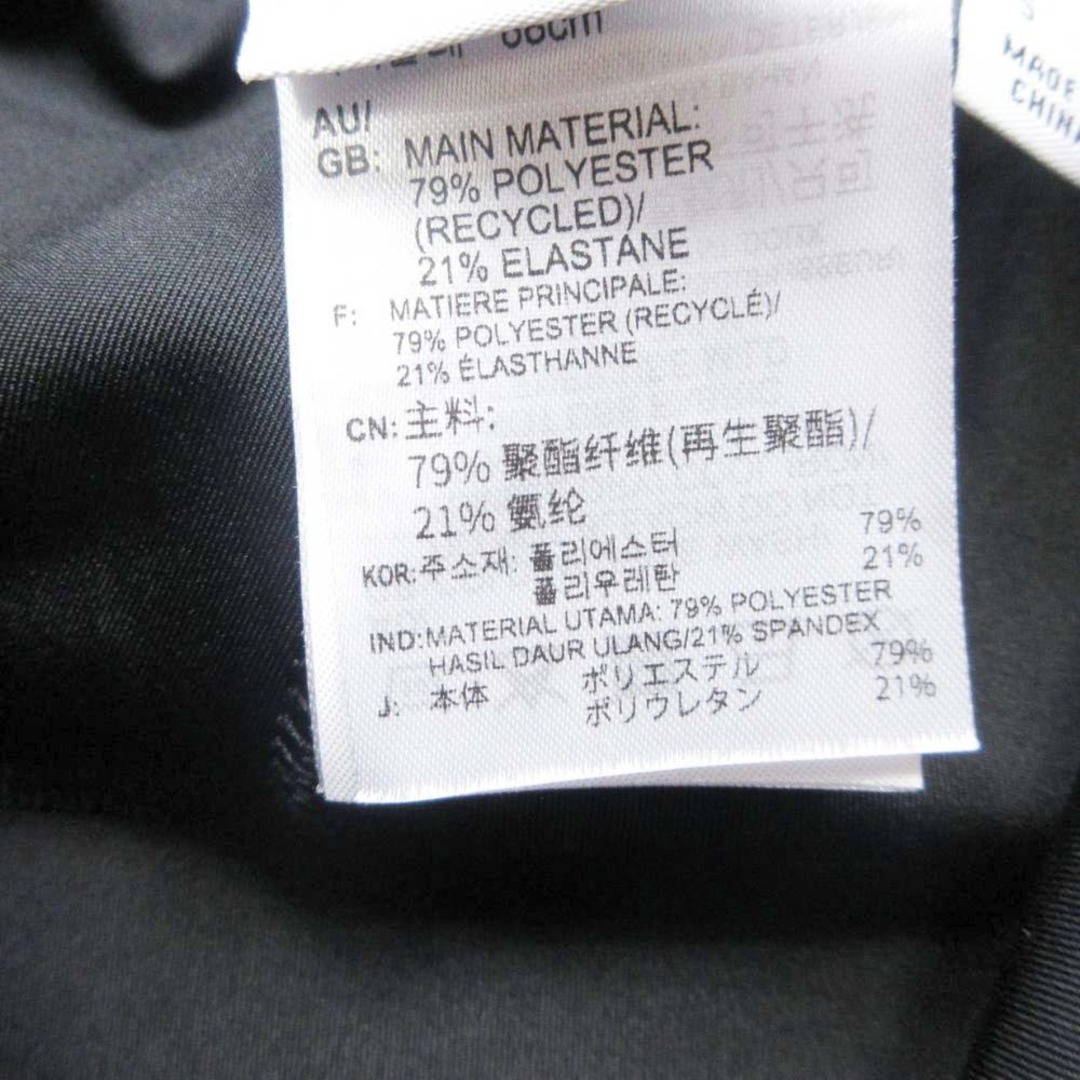 MADE
CHINA
AU/
GB: MAIN MATERIAL:
79% POLYESTER
(RECYCLED)/
21% ELASTANE
F: MATIERE PRINCIPALE:
79% POLYESTER (RECYCLÉ)/
21% ÉLASTHANNE
CN: 主料:
79% 聚酯纤维(再生聚酯)/
21% 氨纶
KOR:주소재: 폴리에스터 79%
폴리우레탄 21%
IND:MATERIAL UTAMA: 79% POLYESTER
HASIL DAUR ULANG/21% SPANDEX
J: 本体 ポリエステル 79%
ポリウレタン 21%